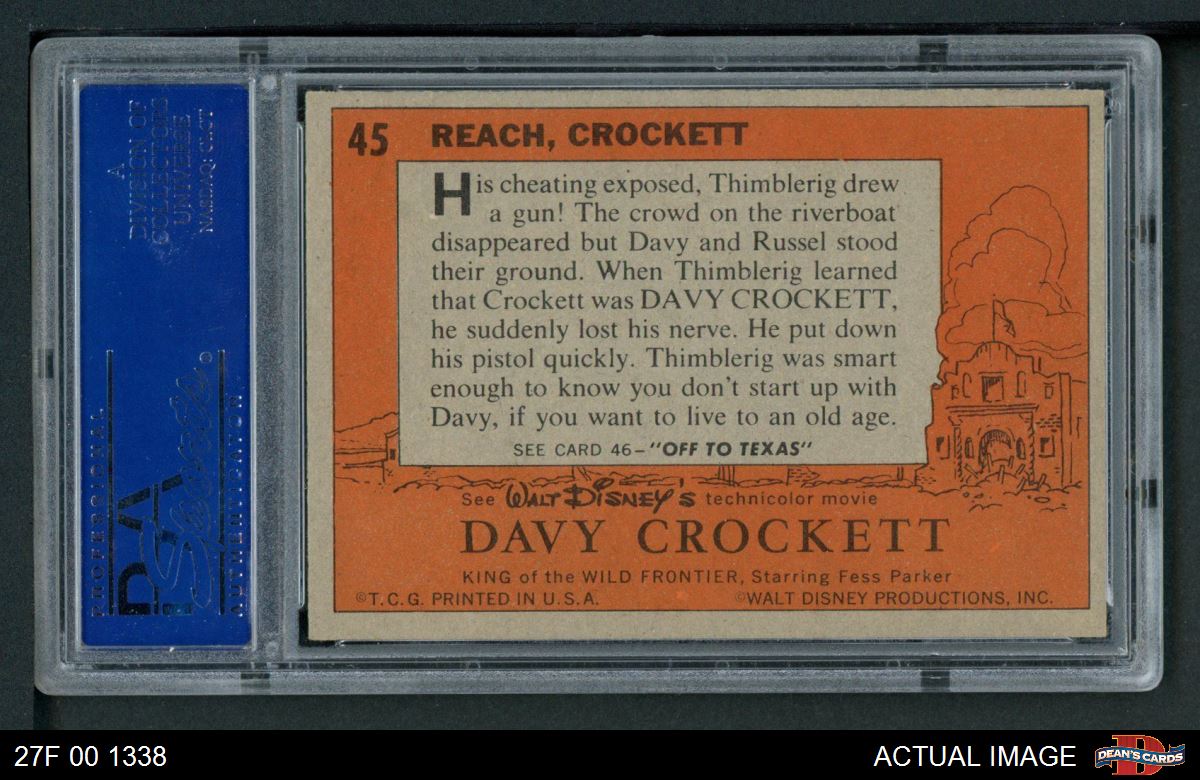 A
DIVISION OF
COLLECTORS
UNIVERSE
NASDAQ: CLCT
PROFESSIONAL
PSA
Sports
®
AUTHENTICATOR
45 REACH, CROCKETT
His cheating exposed, Thimblerig drew
a gun! The crowd on the riverboat
disappeared but Davy and Russel stood
their ground. When Thimblerig learned
that Crockett was DAVY CROCKETT,
he suddenly lost his nerve. He put down
his pistol quickly. Thimblerig was smart
enough to know you don't start up with
Davy, if you want to live to an old age.
SEE CARD 46–"OFF TO TEXAS"
See WALT DISNEY'S technicolor movie
DAVY CROCKETT
KING of the WILD FRONTIER, Starring Fess Parker
©T.C.G. PRINTED IN U.S.A. ©WALT DISNEY PRODUCTIONS, INC.
27F 00 1338
ACTUAL IMAGE
D
DEAN'S CARDS